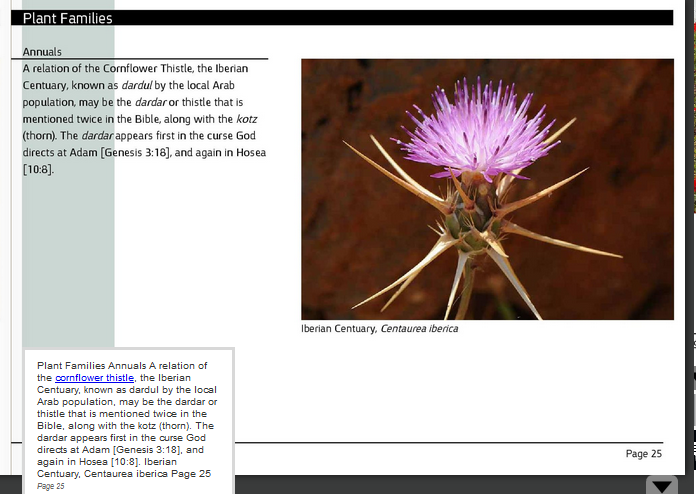 Plant Families
Annuals
A relation of the Cornflower Thistle, the Iberian
Centuary, known as dardul by the local Arab
population, may be the dardar or thistle that is
mentioned twice in the Bible, along with the kotz
(thorn). The dardar appears first in the curse God
directs at Adam [Genesis 3:18], and again in Hosea
[10:8].
Iberian Centuary, Centaurea iberica
Plant Families Annuals A relation of
the cornflower thistle, the Iberian
Centuary, known as dardul by the local
Arab population, may be the dardar or
thistle that is mentioned twice in the
Bible, along with the kotz (thorn). The
dardar appears first in the curse God
directs at Adam [Genesis 3:18], and
again in Hosea [10:8]. Iberian
Centuary, Centaurea iberica Page 25
Page 25
Page 25